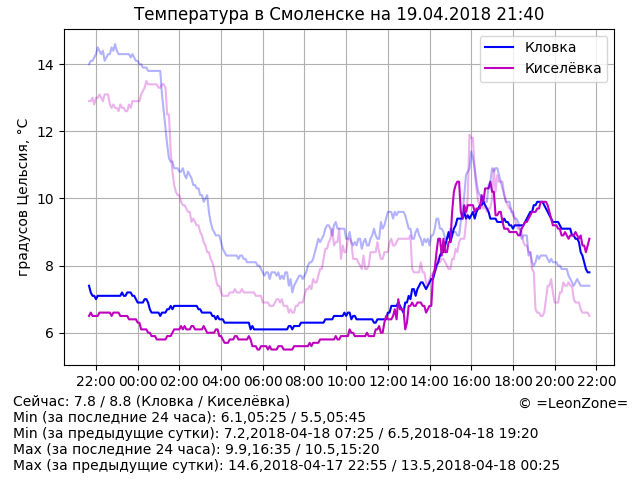 Температура в Смоленске на 19.04.2018 21:40
Кловка
Киселёвка
градусов Цельсия, °C
14
12
10
8
6
22:00 00:00 02:00 04:00 06:00 08:00 10:00 12:00 14:00 16:00 18:00 20:00 22:00
Сейчас: 7.8 / 8.8 (Кловка / Киселёвка)
© =LeonZone=
Min (за последние 24 часа): 6.1,05:25 / 5.5,05:45
Min (за предыдущие сутки): 7.2,2018-04-18 07:25 / 6.5,2018-04-18 19:20
Max (за последние 24 часа): 9.9,16:35 / 10.5,15:20
Max (за предыдущие сутки): 14.6,2018-04-17 22:55 / 13.5,2018-04-18 00:25